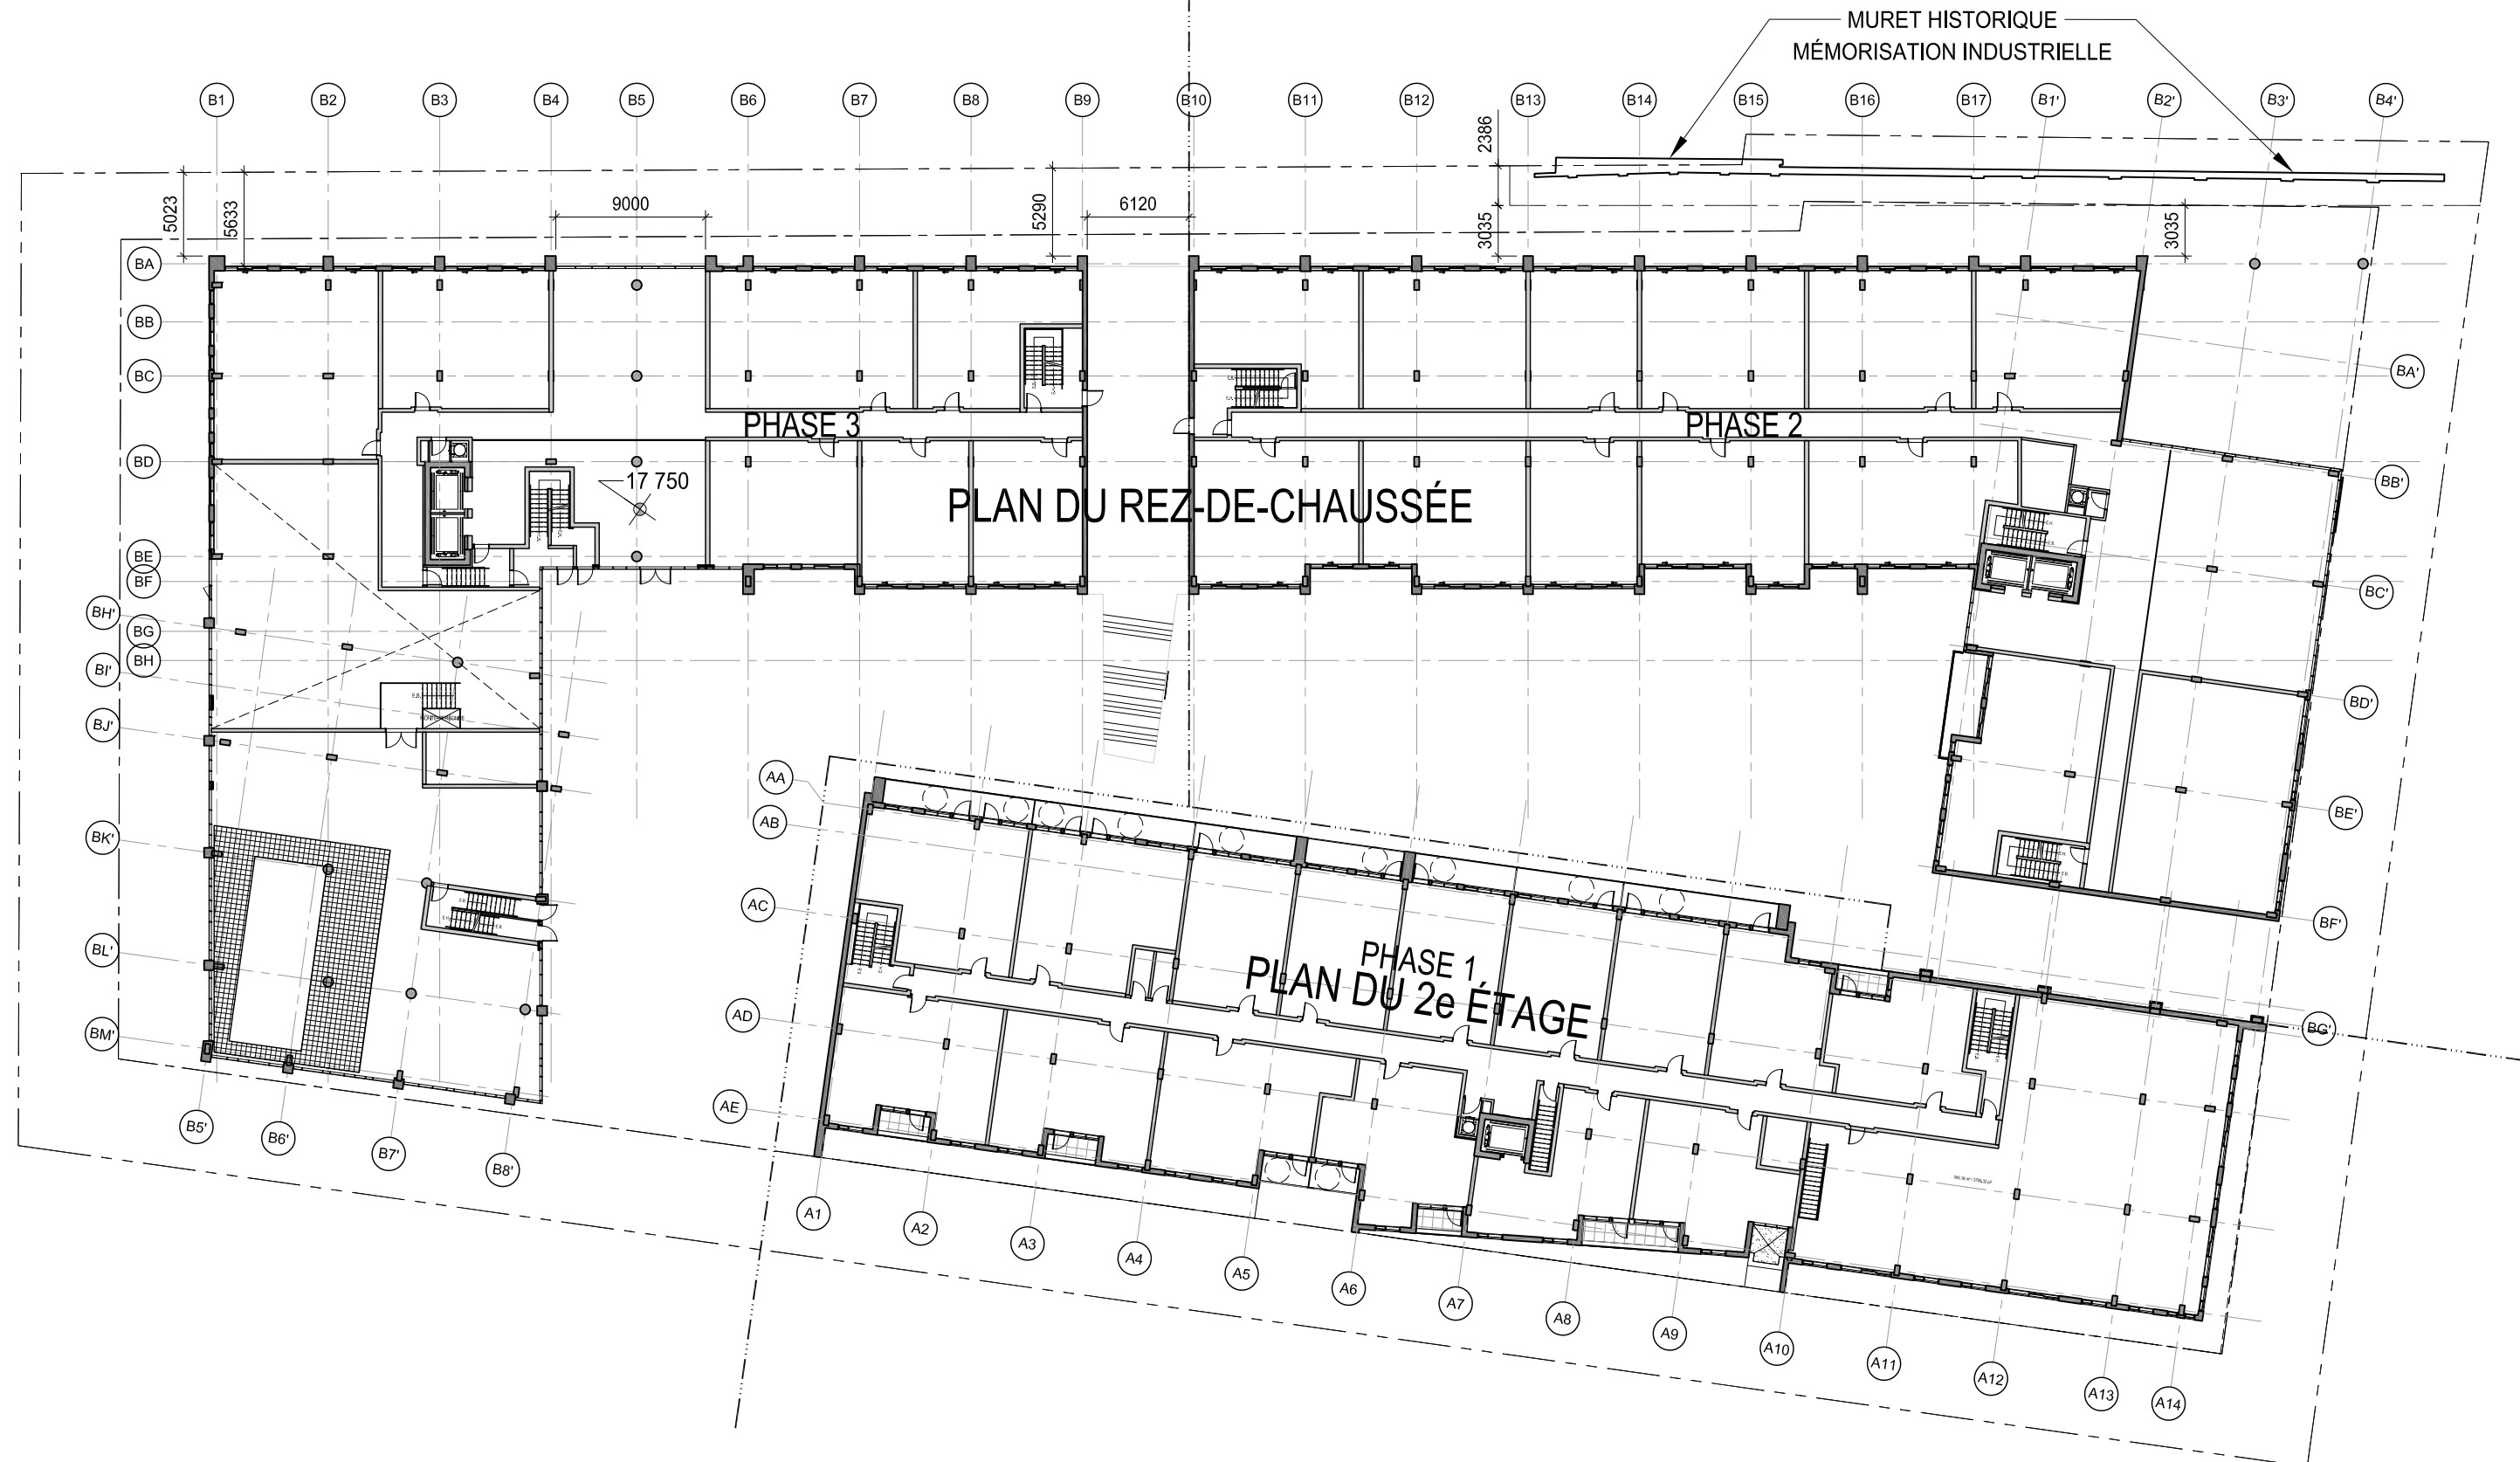 MURET HISTORIQUE
MÉMORISATION INDUSTRIELLE
B1 B2 B3 B4 B5 B6 B7 B8 B9 B10 B11 B12 B13 B14 B15 B16 B17 B1' B2' B3' B4'
2386
5023
5633
9000
5290
6120
3035
3035
BA
BB
BC
BA'
PHASE 3
PHASE 2
BD
17 750
BB'
PLAN DU REZ-DE-CHAUSSÉE
BE
BF
BC'
BH'
BG
BH
BI'
BD'
BJ'
AA
AB
BE'
BK'
AC
BF'
BL'
PHASE 1
PLAN DU 2e ÉTAGE
AD
BM'
BG'
AE
B5' B6' B7' B8'
A1 A2 A3 A4 A5 A6 A7 A8 A9 A10 A11 A12 A13 A14